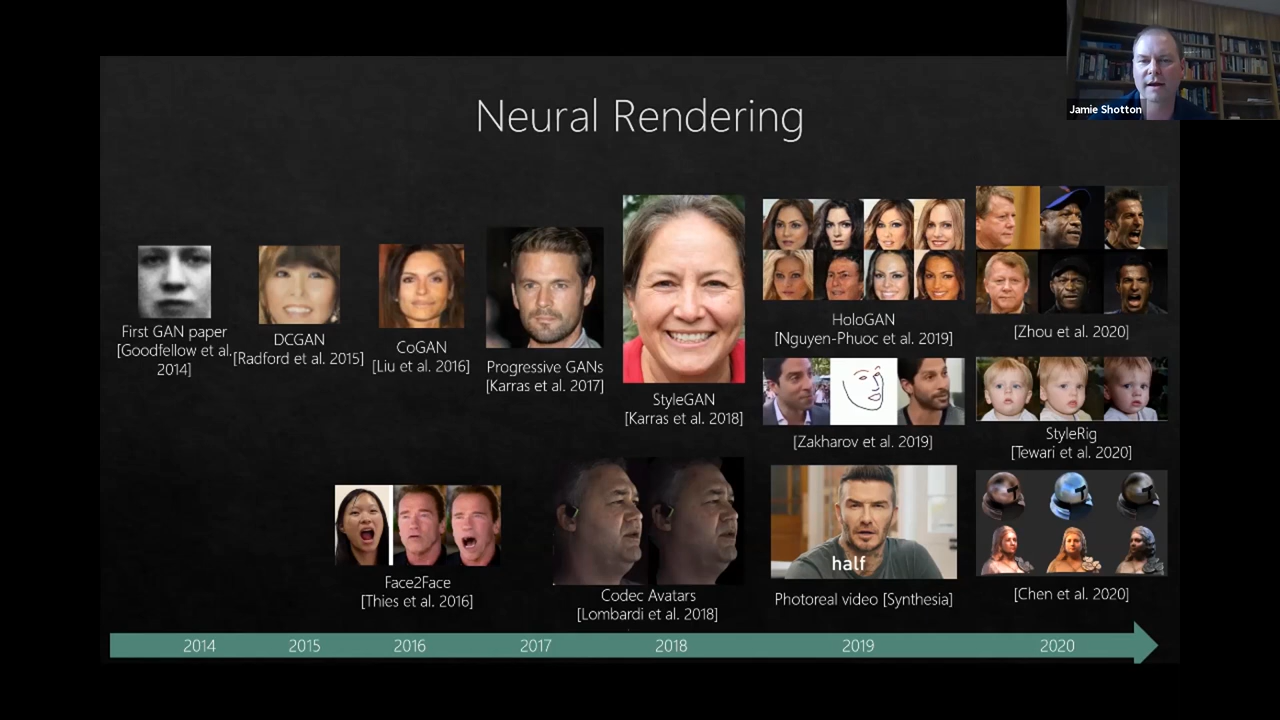 Jamie Shotton
Neural Rendering
First GAN paper
[Goodfellow et al.
2014]
DCGAN
[Radford et al. 2015]
CoGAN
[Liu et al. 2016]
Progressive GANs
[Karras et al. 2017]
StyleGAN
[Karras et al. 2018]
HoloGAN
[Nguyen-Phuoc et al. 2019]
[Zhou et al. 2020]
[Zakharov et al. 2019]
StyleRig
[Tewari et al. 2020]
Face2Face
[Thies et al. 2016]
Codec Avatars
[Lombardi et al. 2018]
half
Photoreal video [Synthesia]
[Chen et al. 2020]
2014 2015 2016 2017 2018 2019 2020